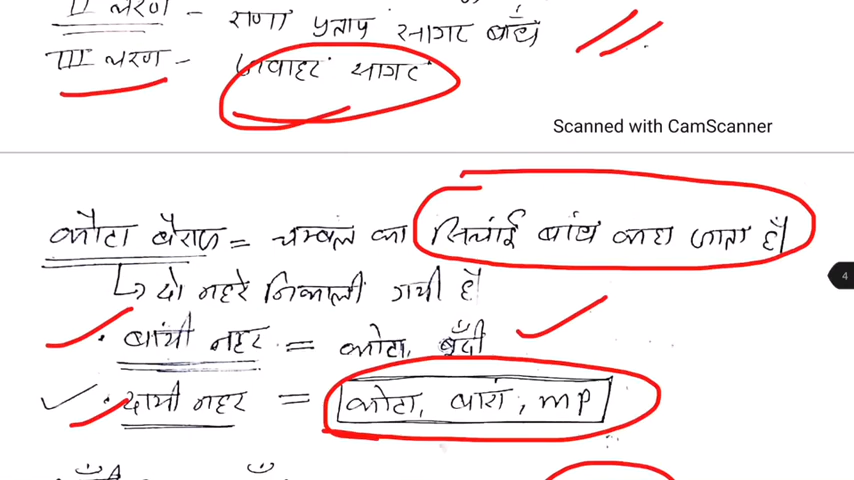 II चरण - राणा प्रताप सागर बांध
III चरण - जवाहर सागर
Scanned with CamScanner
कोटा बैराज = चम्बल का सिचांई बांध कहा जाता है।
दो नहरें निकाली गयी है।
4
• बांयी नहर = कोटा, बूँदी
• दायी नहर = कोटा, बारां, MP